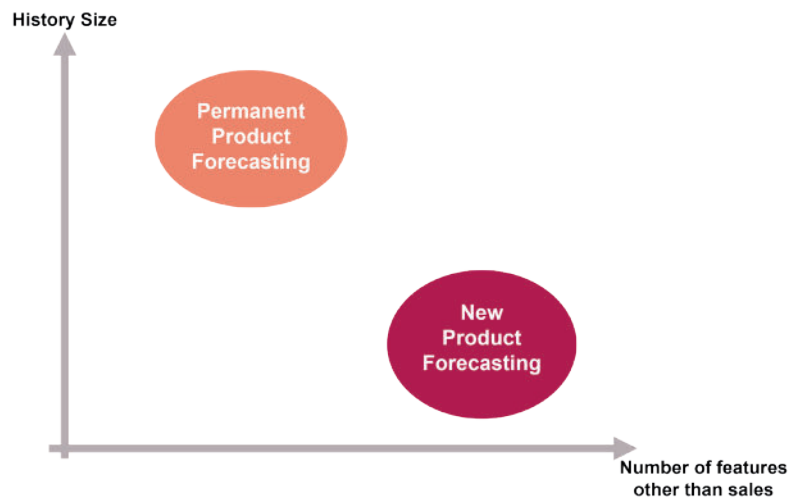 History Size
Permanent
Product
Forecasting
New
Product
Forecasting
Number of features
other than sales